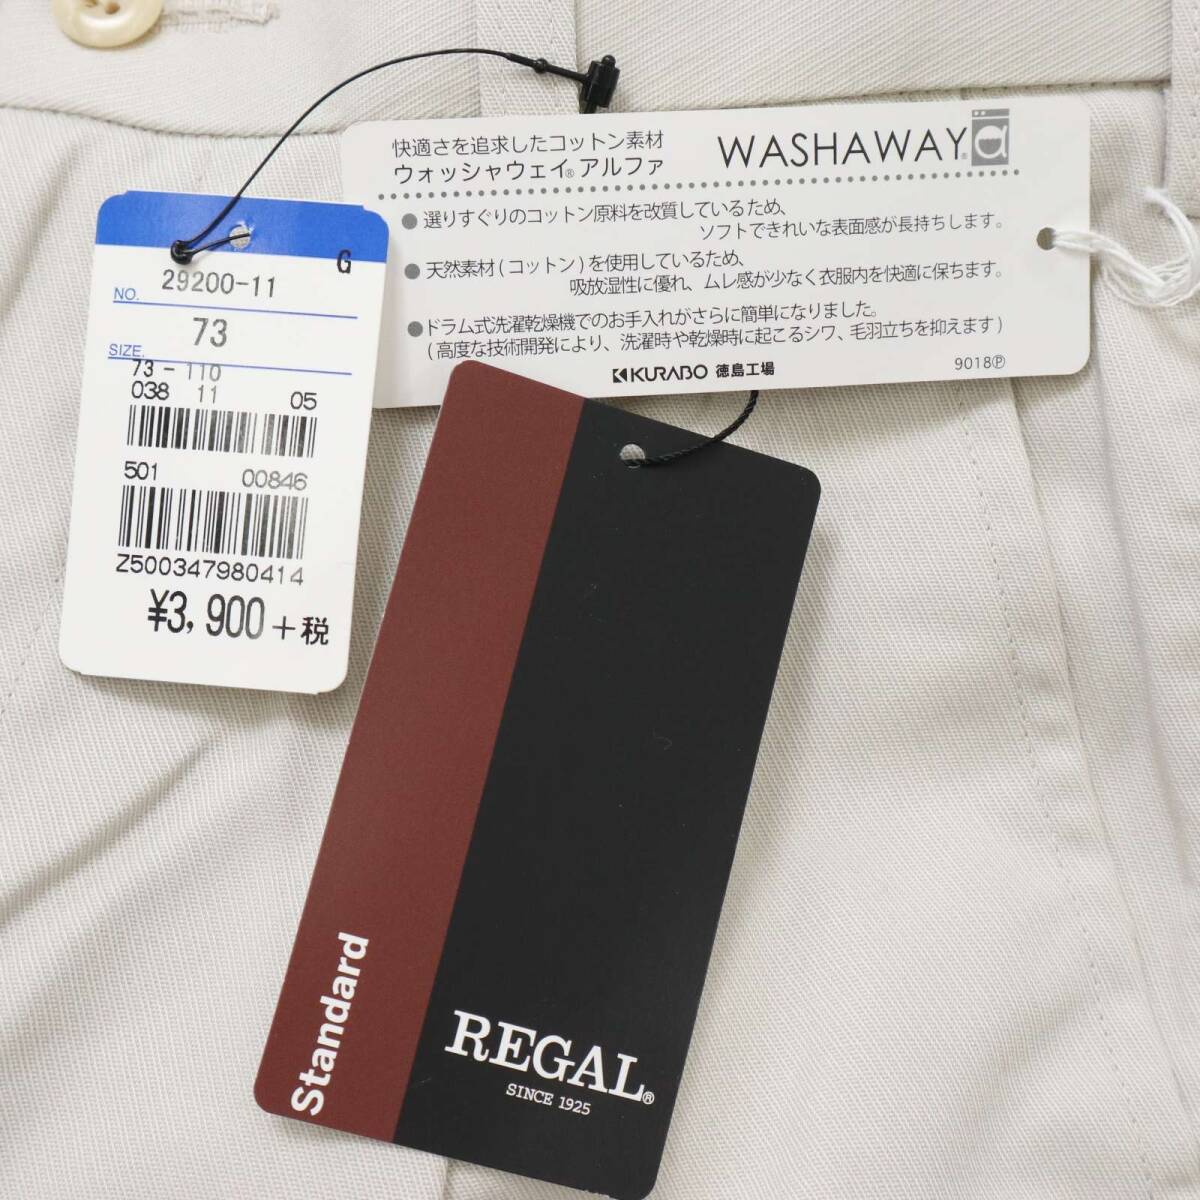 G
NO. 29200-11
SIZE. 73
73-110
038 11 05
501 00846
Z500347980414
¥3,900+税
快適さを追求したコットン素材
ウォッシャウェイ®アルファ
WASHAWAY® α
● 選りすぐりのコットン原料を改質しているため、
ソフトできれいな表面感が長持ちします。
● 天然素材(コットン)を使用しているため、
吸放湿性に優れ、ムレ感が少なく衣服内を快適に保ちます。
● ドラム式洗濯乾燥機でのお手入れがさらに簡単になりました。
(高度な技術開発により、洗濯時や乾燥時に起こるシワ、毛羽立ちを抑えます)
KURABO 徳島工場
9018Ⓟ
Standard
REGAL®
SINCE 1925